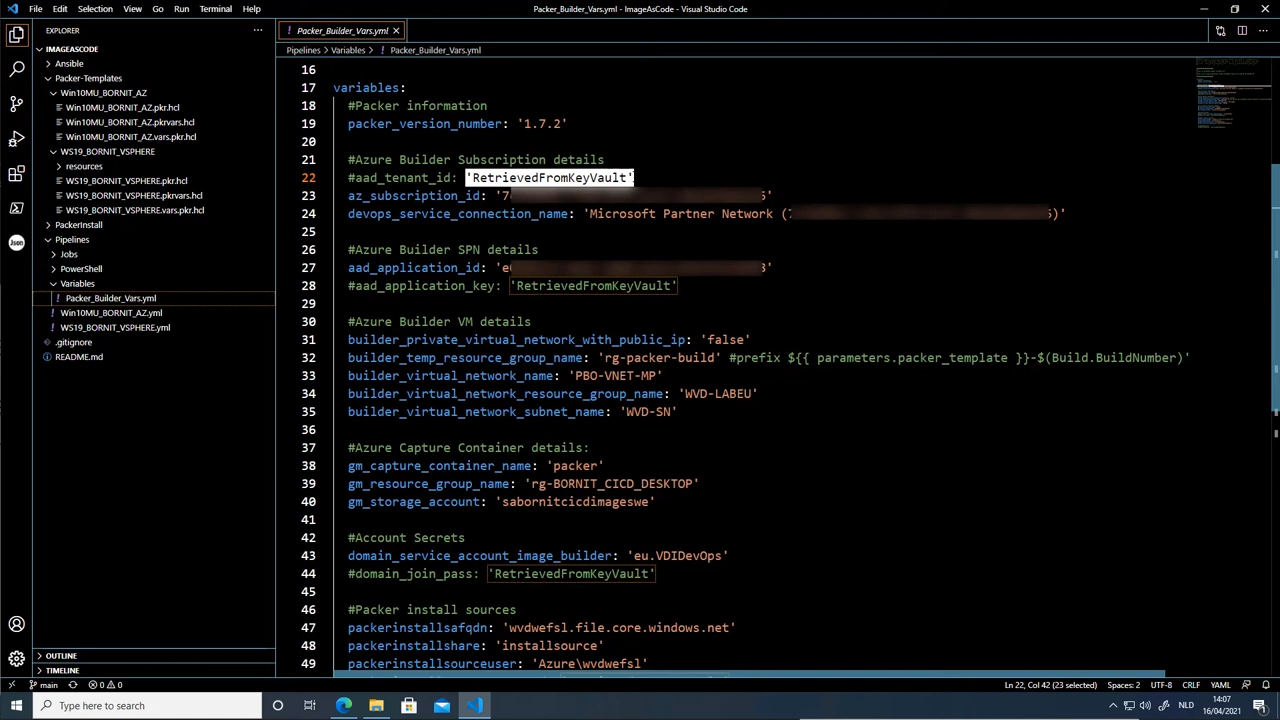 File Edit Selection View Go Run Terminal Help
Packer_Builder_Vars.yml - ImageAsCode - Visual Studio Code
EXPLORER
IMAGEASCODE
Ansible
Packer-Templates
Win10MU_BORNIT_AZ
Win10MU_BORNIT_AZ.pkr.hcl
Win10MU_BORNIT_AZ.pkrvars.hcl
Win10MU_BORNIT_AZ.vars.pkr.hcl
WS19_BORNIT_VSPHERE
resources
WS19_BORNIT_VSPHERE.pkr.hcl
WS19_BORNIT_VSPHERE.pkrvars.hcl
WS19_BORNIT_VSPHERE.vars.pkr.hcl
PackerInstall
Pipelines
Jobs
PowerShell
Variables
! Packer_Builder_Vars.yml
! Win10MU_BORNIT_AZ.yml
! WS19_BORNIT_VSPHERE.yml
.gitignore
README.md
OUTLINE
TIMELINE
Json
! Packer_Builder_Vars.yml
Pipelines > Variables > ! Packer_Builder_Vars.yml
16
17 variables:
18 #Packer information
19 packer_version_number: '1.7.2'
20
21 #Azure Builder Subscription details
22 #aad_tenant_id: 'RetrievedFromKeyVault'
23 az_subscription_id: '7
24 devops_service_connection_name: 'Microsoft Partner Network (7 )'
25
26 #Azure Builder SPN details
27 aad_application_id: 'e '
28 #aad_application_key: 'RetrievedFromKeyVault'
29
30 #Azure Builder VM details
31 builder_private_virtual_network_with_public_ip: 'false'
32 builder_temp_resource_group_name: 'rg-packer-build' #prefix ${{ parameters.packer_template }}-$(Build.BuildNumber)'
33 builder_virtual_network_name: 'PBO-VNET-MP'
34 builder_virtual_network_resource_group_name: 'WVD-LABEU'
35 builder_virtual_network_subnet_name: 'WVD-SN'
36
37 #Azure Capture Container details:
38 gm_capture_container_name: 'packer'
39 gm_resource_group_name: 'rg-BORNIT_CICD_DESKTOP'
40 gm_storage_account: 'sabornitcicdimageswe'
41
42 #Account Secrets
43 domain_service_account_image_builder: 'eu.VDIDevOps'
44 #domain_join_pass: 'RetrievedFromKeyVault'
45
46 #Packer install sources
47 packerinstallsafqdn: 'wvdwefsl.file.core.windows.net'
48 packerinstallshare: 'installsource'
49 packerinstallsourceuser: 'Azure\wvdwefsl'
main 0 0 Ln 22, Col 42 (23 selected) Spaces: 2 UTF-8 CRLF YAML
Type here to search
NLD
14:07
16/04/2021